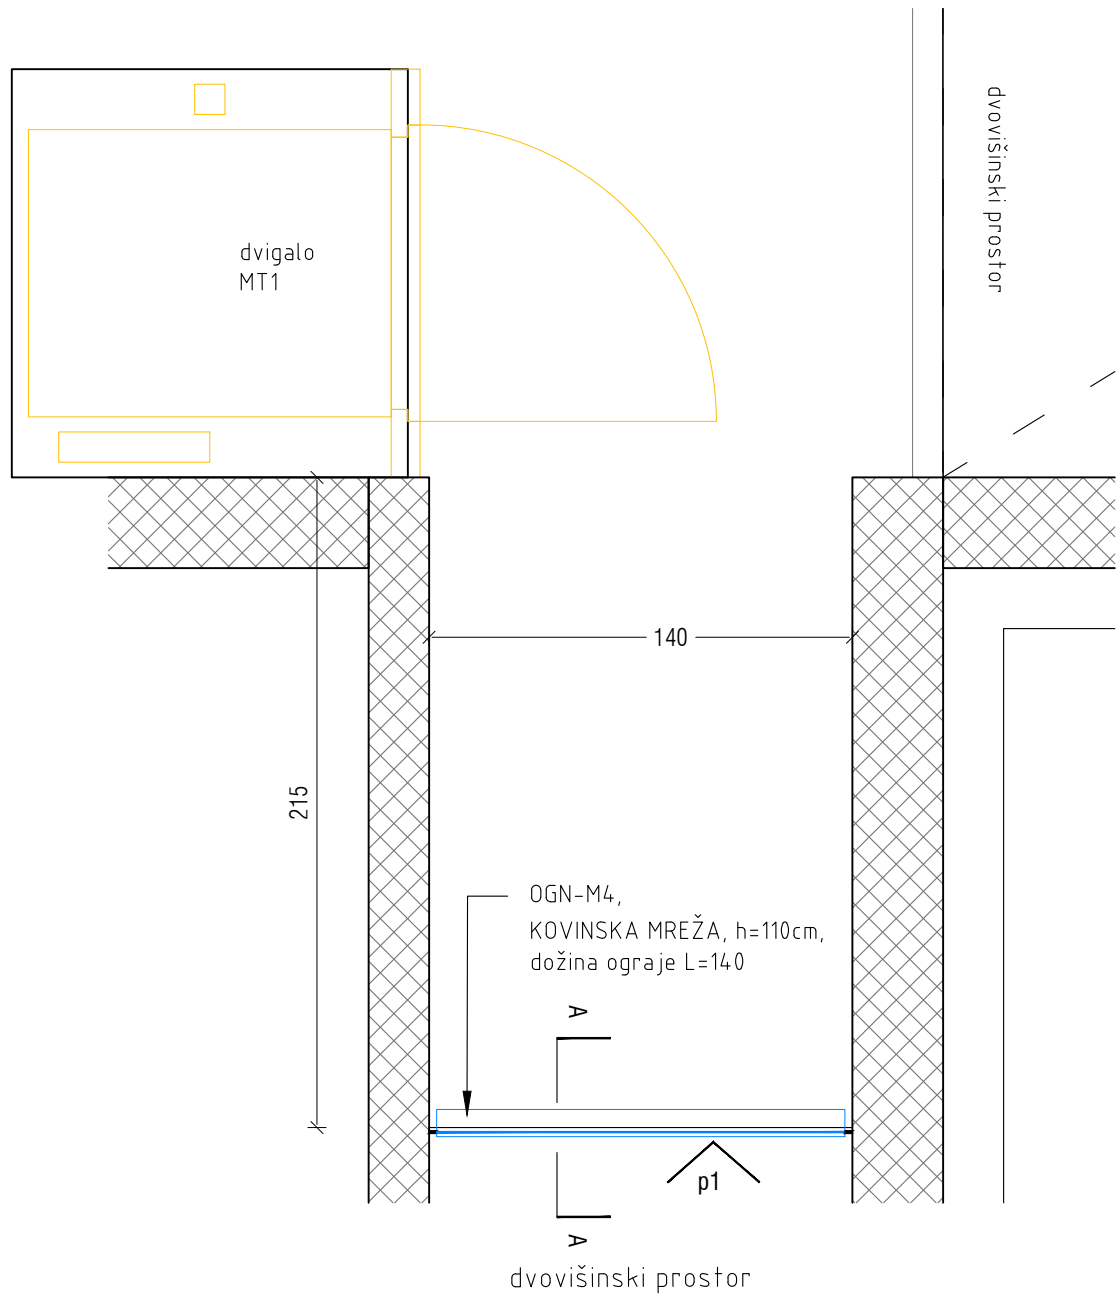 dvovišinski prostor
dvigalo
MT1
140
215
OGN-M4,
KOVINSKA MREŽA, h=110cm,
dožina ograje L=140
A
p1
A
dvovišinski prostor